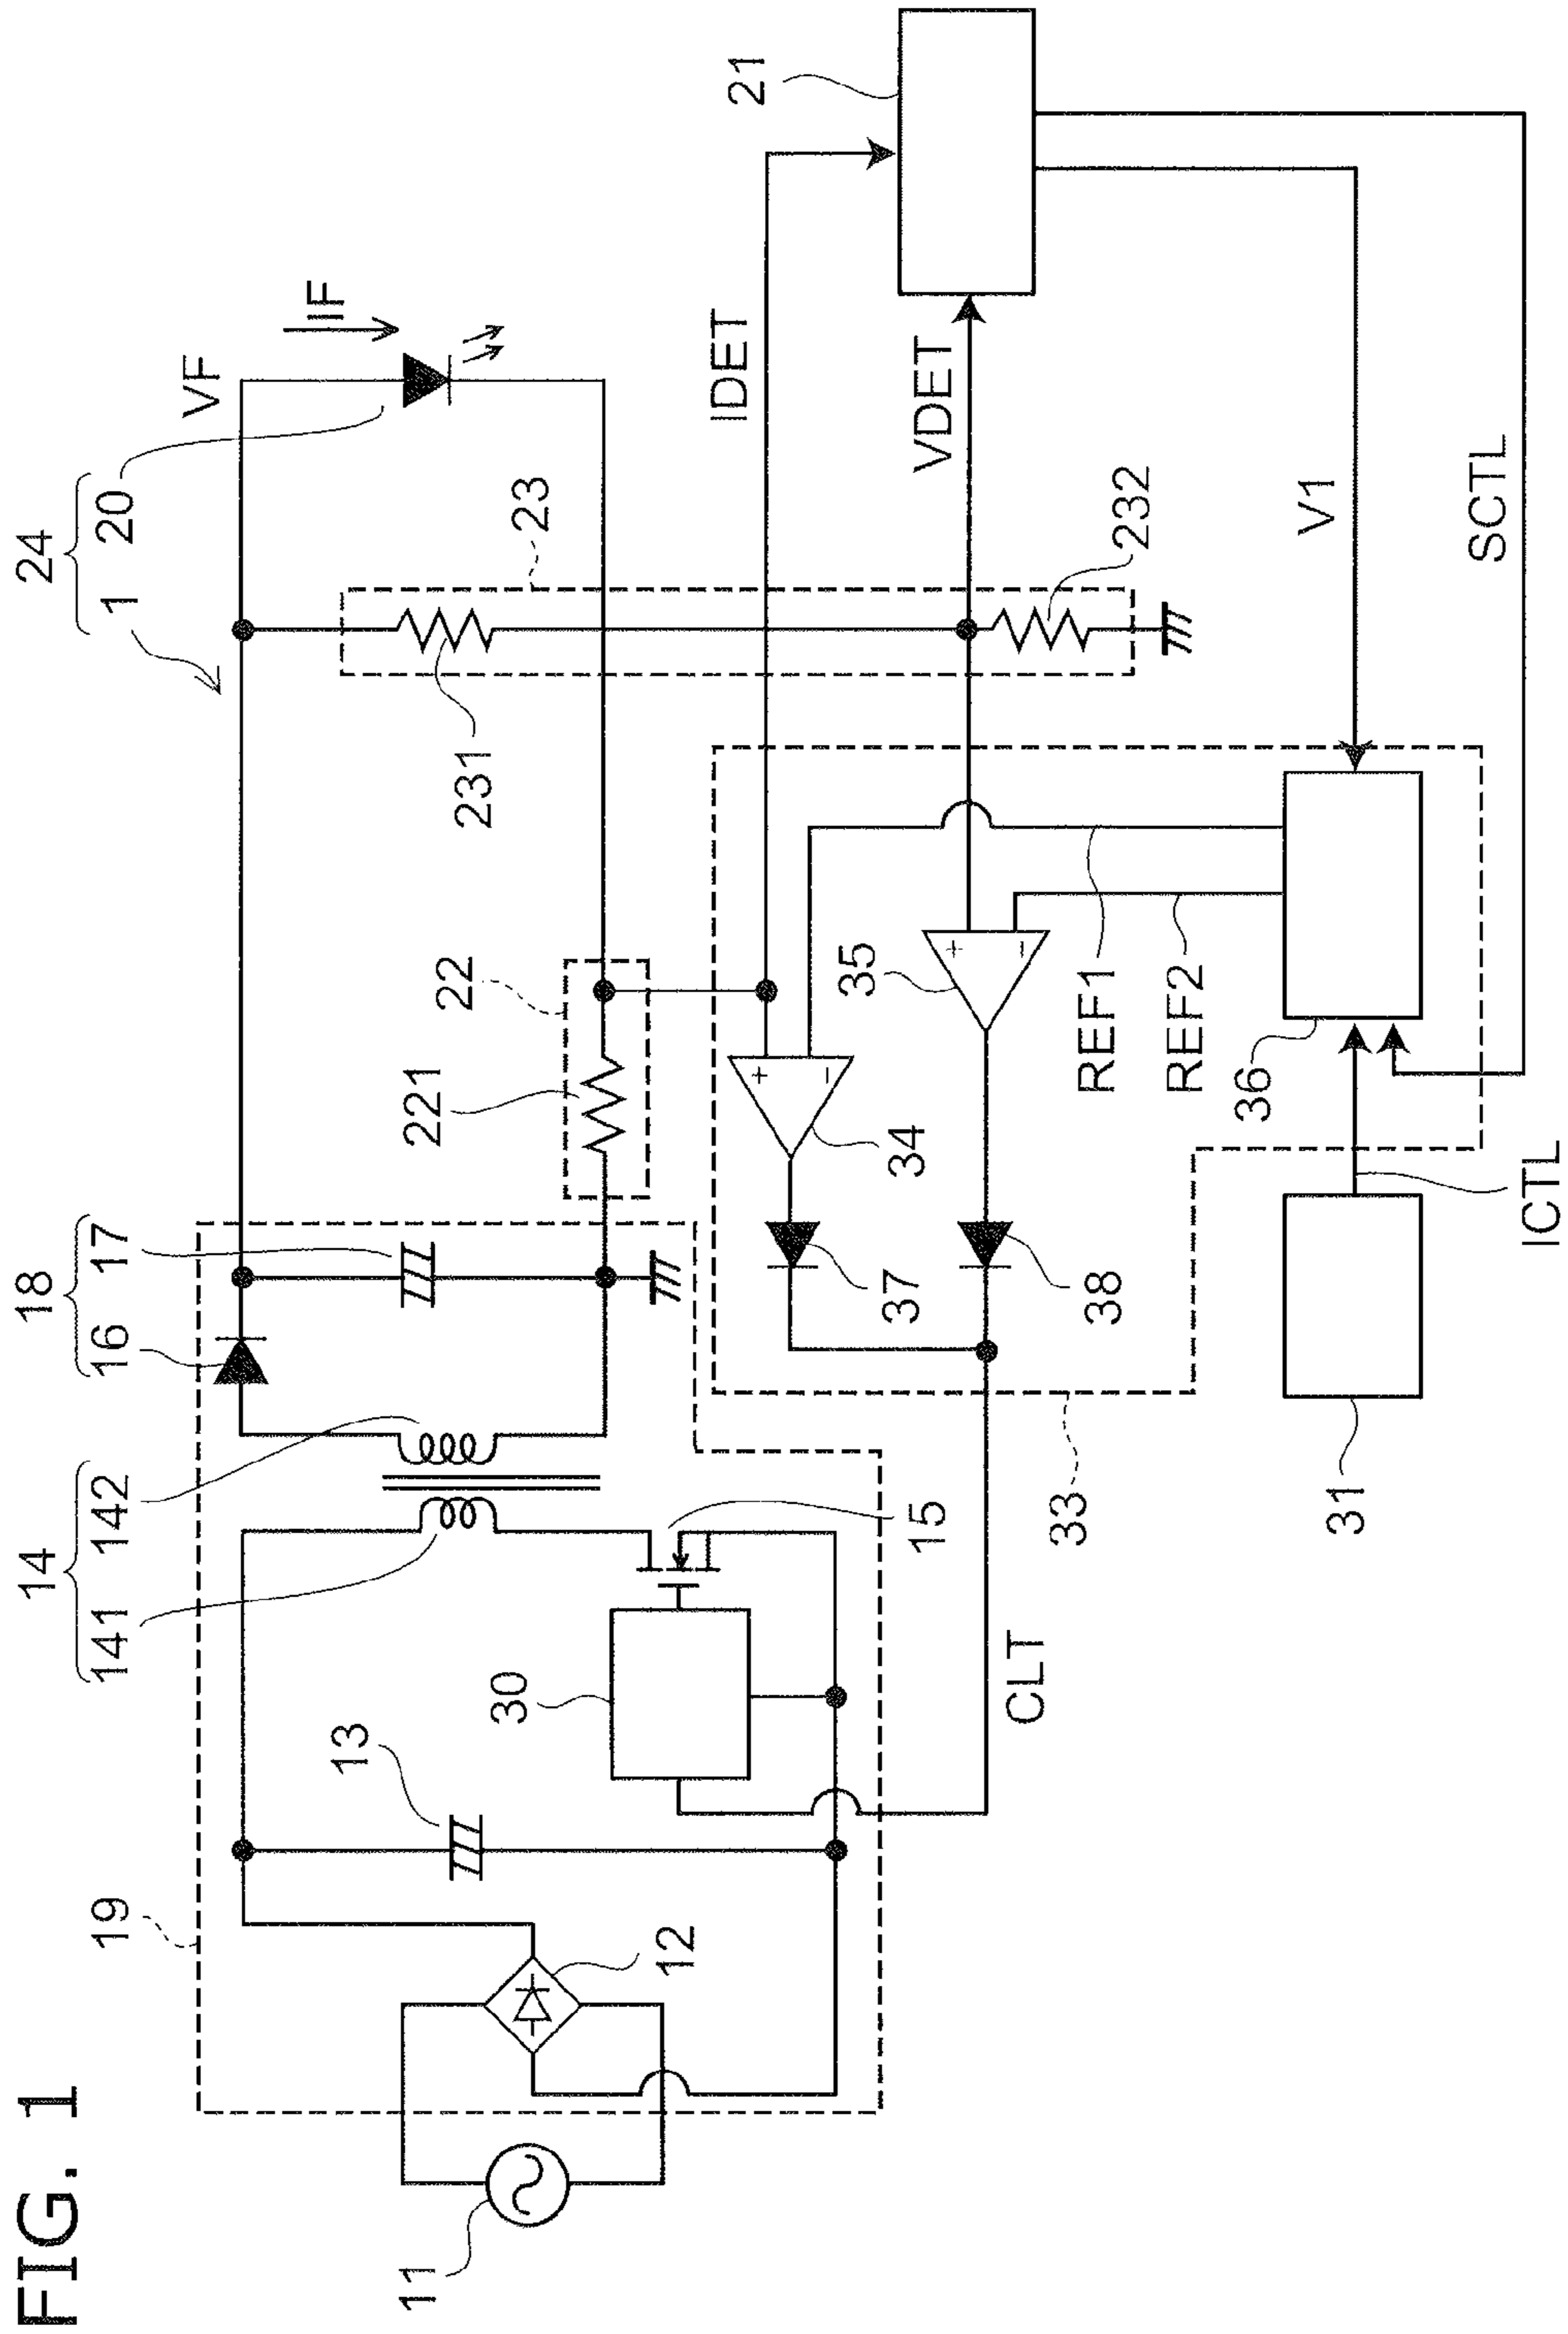 FIG. 1
24
1 20
18
16 17
14
141 142
19
VF
IF
13
12
11
30
15
22
221
23
231
232
IDET
VDET
21
34
35
37
38
33
CLT
REF1
REF2
36
31
ICTL
V1
SCTL
+
−
+
−